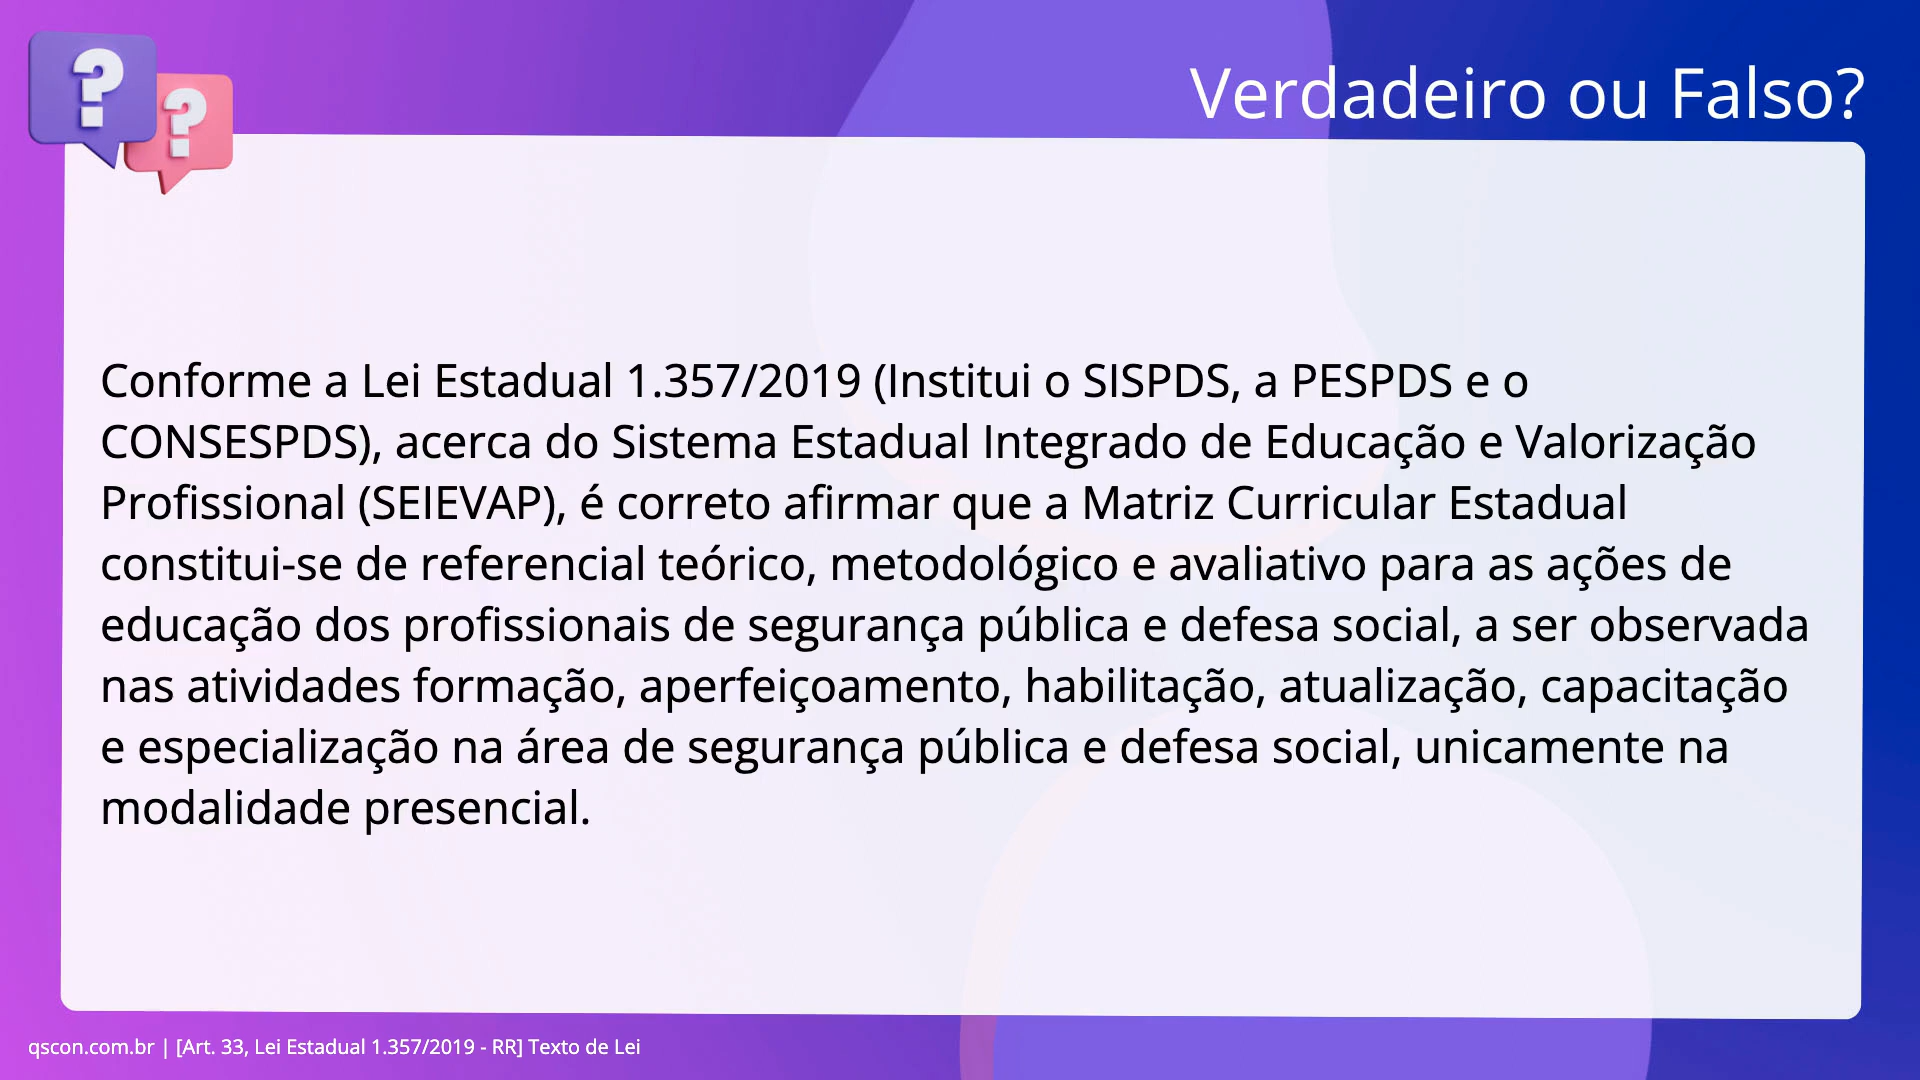 Verdadeiro ou Falso?
Conforme a Lei Estadual 1.357/2019 (Institui o SISPDS, a PESPDS e o
CONSESPDS), acerca do Sistema Estadual Integrado de Educação e Valorização
Profissional (SEIEVAP), é correto afirmar que a Matriz Curricular Estadual
constitui-se de referencial teórico, metodológico e avaliativo para as ações de
educação dos profissionais de segurança pública e defesa social, a ser observada
nas atividades formação, aperfeiçoamento, habilitação, atualização, capacitação
e especialização na área de segurança pública e defesa social, unicamente na
modalidade presencial.
qscon.com.br | [Art. 33, Lei Estadual 1.357/2019 - RR] Texto de Lei